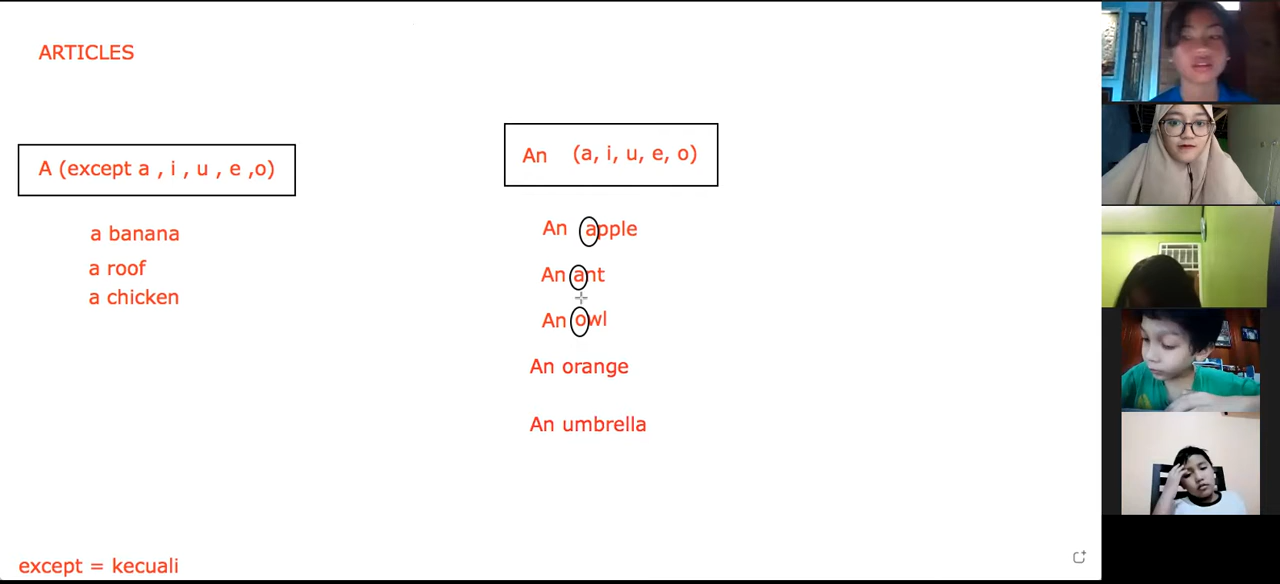 ARTICLES
A (except a , i , u , e ,o)
a banana
a roof
a chicken
An (a, i, u, e, o)
An apple
An ant
An owl
An orange
An umbrella
except = kecuali